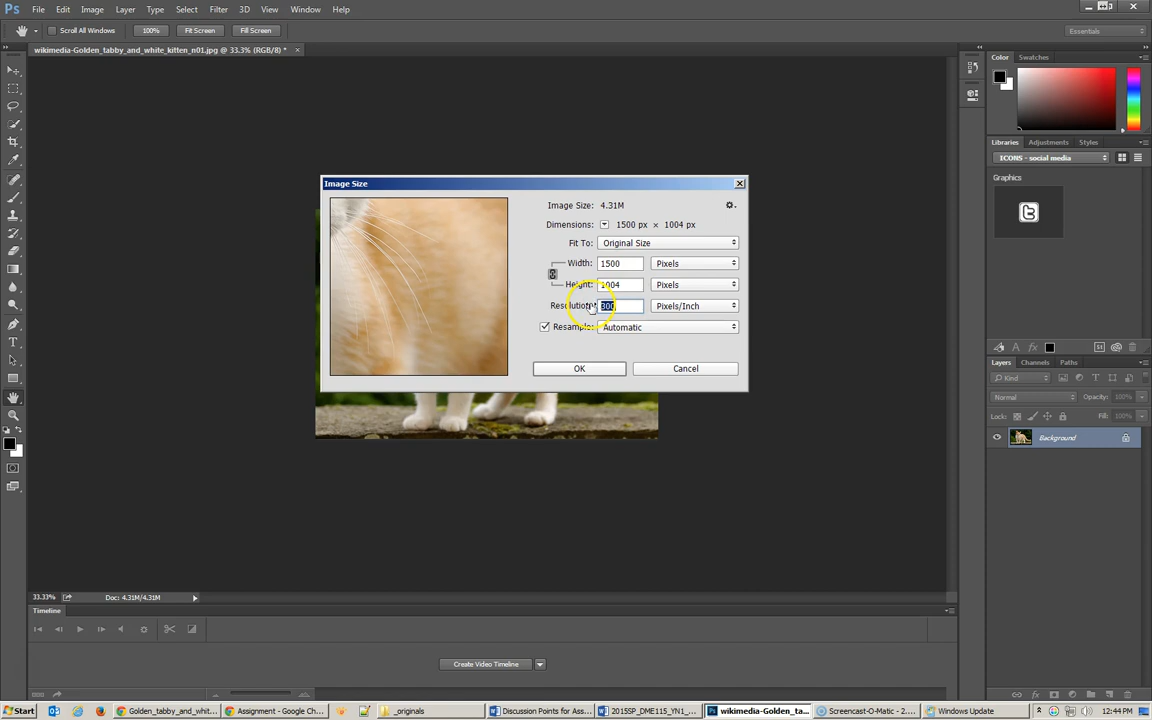 Ps File Edit Image Layer Type Select Filter 3D View Window Help
Scroll All Windows 100% Fit Screen Fill Screen Essentials
wikimedia-Golden_tabby_and_white_kitten_n01.jpg @ 33.3% (RGB/8) * ×
Color Swatches
Libraries Adjustments Styles
ICONS - social media
Graphics
Image Size
Image Size: 4.31M
Dimensions: 1500 px × 1004 px
Fit To: Original Size
Width: 1500 Pixels
Height: 1004 Pixels
Resolution: 300 Pixels/Inch
Resample: Automatic
OK Cancel
Layers Channels Paths
Kind
Normal Opacity: 100%
Lock: Fill: 100%
Background
33.33% Doc: 4.31M/4.31M
Timeline
Create Video Timeline
Start Golden_tabby_and_whit... Assignment - Google Ch... _originals Discussion Points for Ass... 2015SP_DME115_YN1_... wikimedia-Golden_ta... Screencast-O-Matic - 2.... Windows Update 12:44 PM